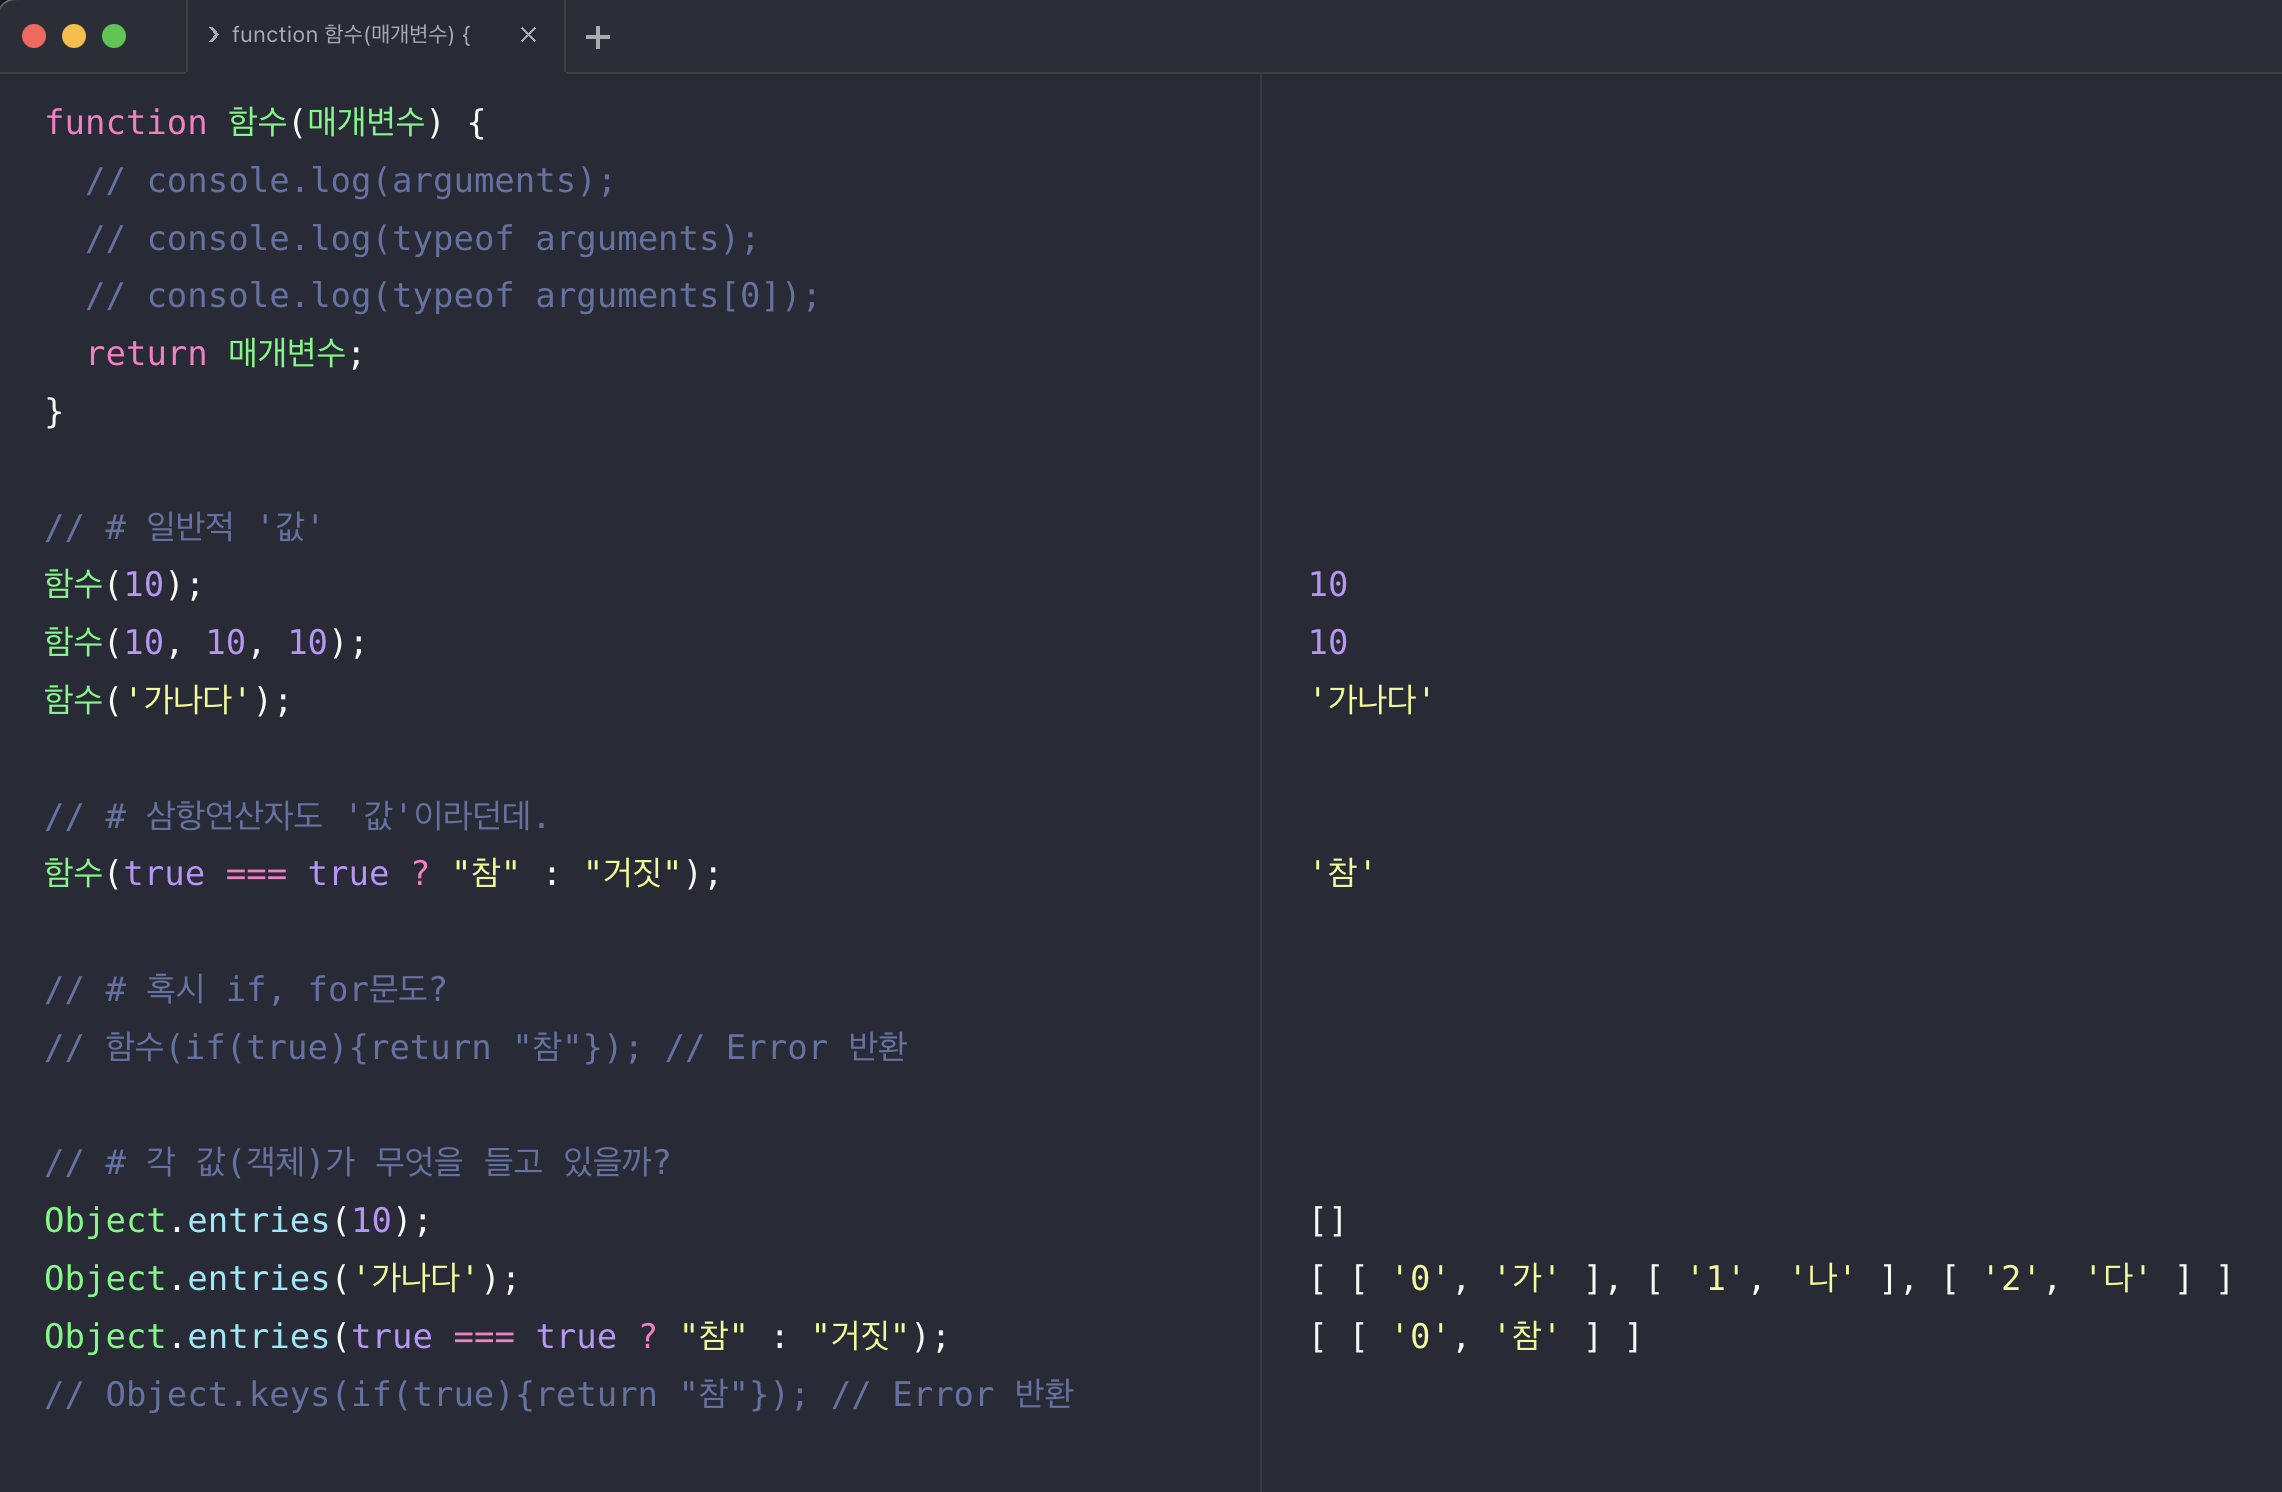 function 함수(매개변수) {
function 함수(매개변수) {
  // console.log(arguments);
  // console.log(typeof arguments);
  // console.log(typeof arguments[0]);
  return 매개변수;
}
// # 일반적 '값'
함수(10);
10
함수(10, 10, 10);
10
함수('가나다');
'가나다'
// # 삼항연산자도 '값'이라던데.
함수(true === true ? "참" : "거짓");
'참'
// # 혹시 if, for문도?
// 함수(if(true){return "참"}); // Error 반환
// # 각 값(객체)가 무엇을 들고 있을까?
Object.entries(10);
[]
Object.entries('가나다');
[ [ '0', '가' ], [ '1', '나' ], [ '2', '다' ] ]
Object.entries(true === true ? "참" : "거짓");
[ [ '0', '참' ] ]
// Object.keys(if(true){return "참"}); // Error 반환